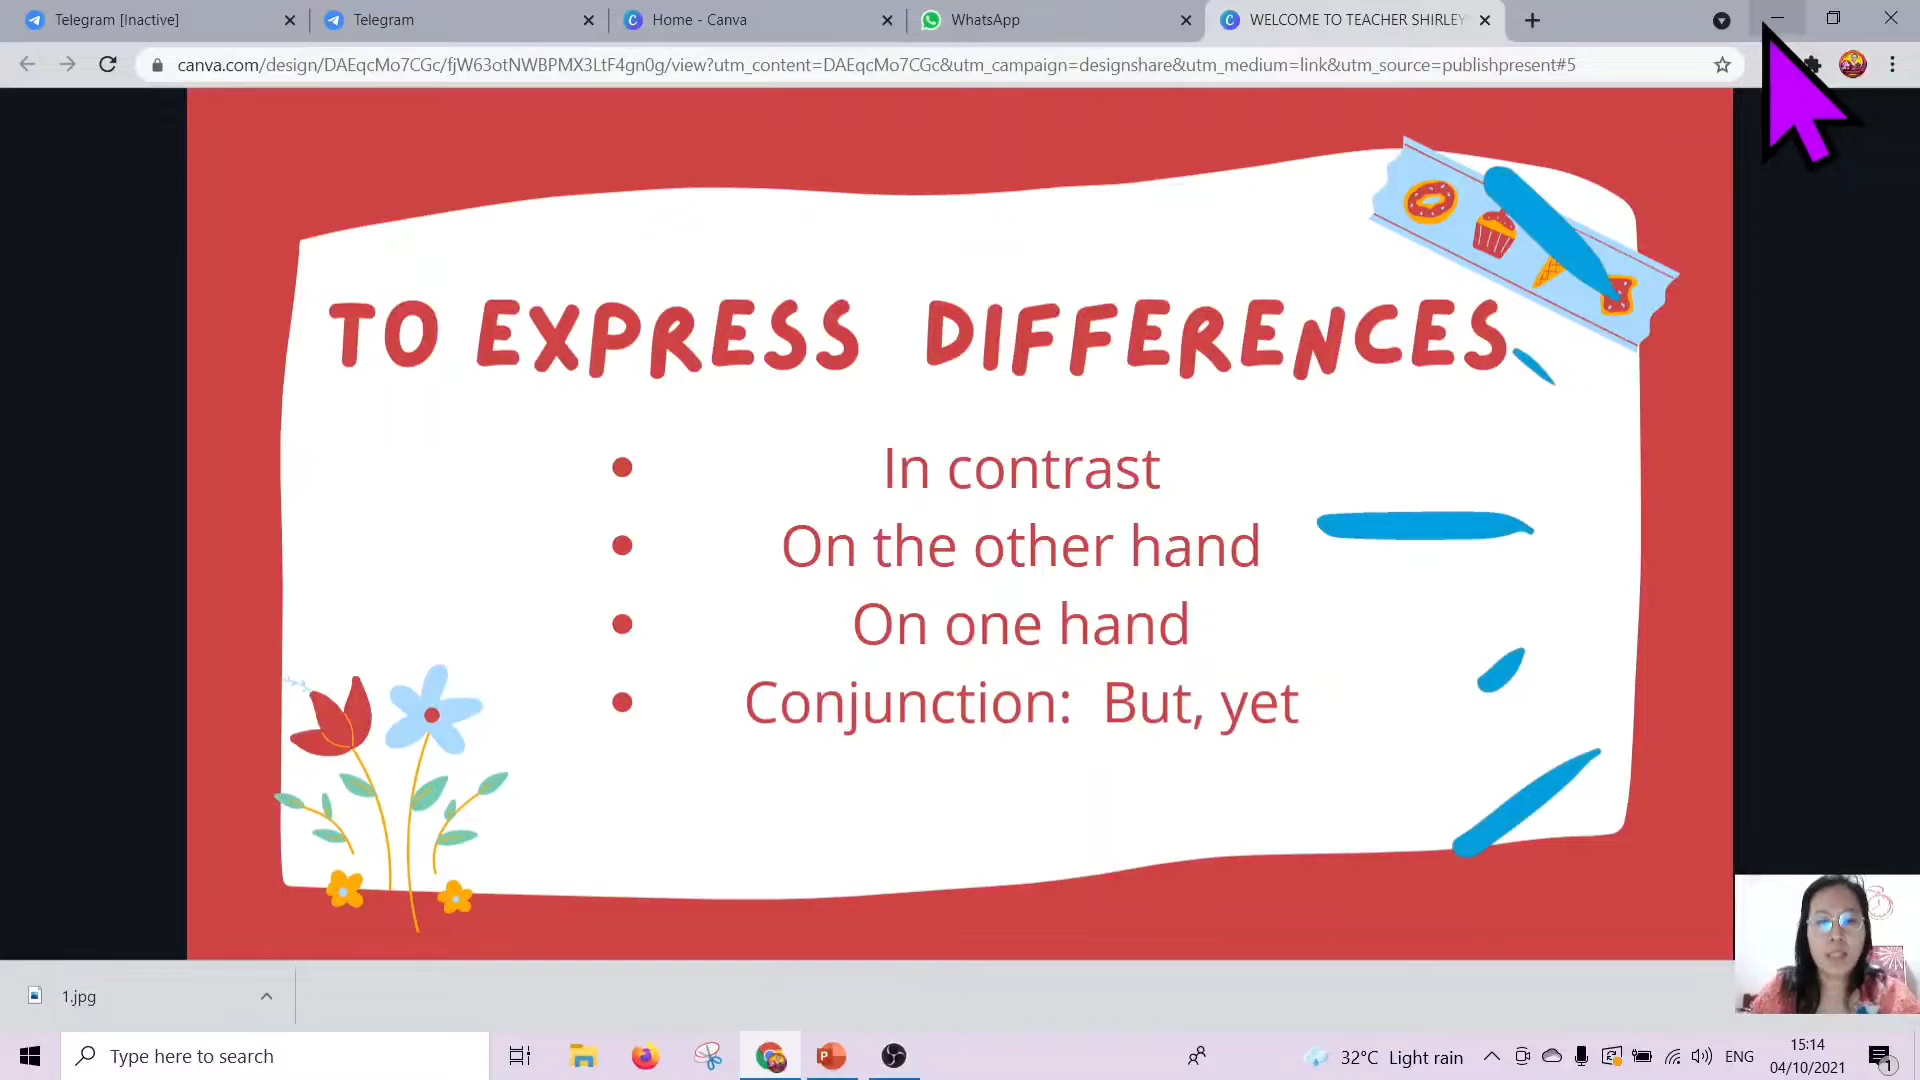 Telegram [Inactive]
Telegram
Home - Canva
WhatsApp
WELCOME TO TEACHER SHIRLEY
canva.com/design/DAEqcMo7CGc/fjW63otNWBPMX3LtF4gn0g/view?utm_content=DAEqcMo7CGc&utm_campaign=designshare&utm_medium=link&utm_source=publishpresent#5
TO EXPRESS DIFFERENCES
In contrast
On the other hand
On one hand
Conjunction: But, yet
1.jpg
Type here to search
32°C Light rain
ENG
15:14
04/10/2021
1